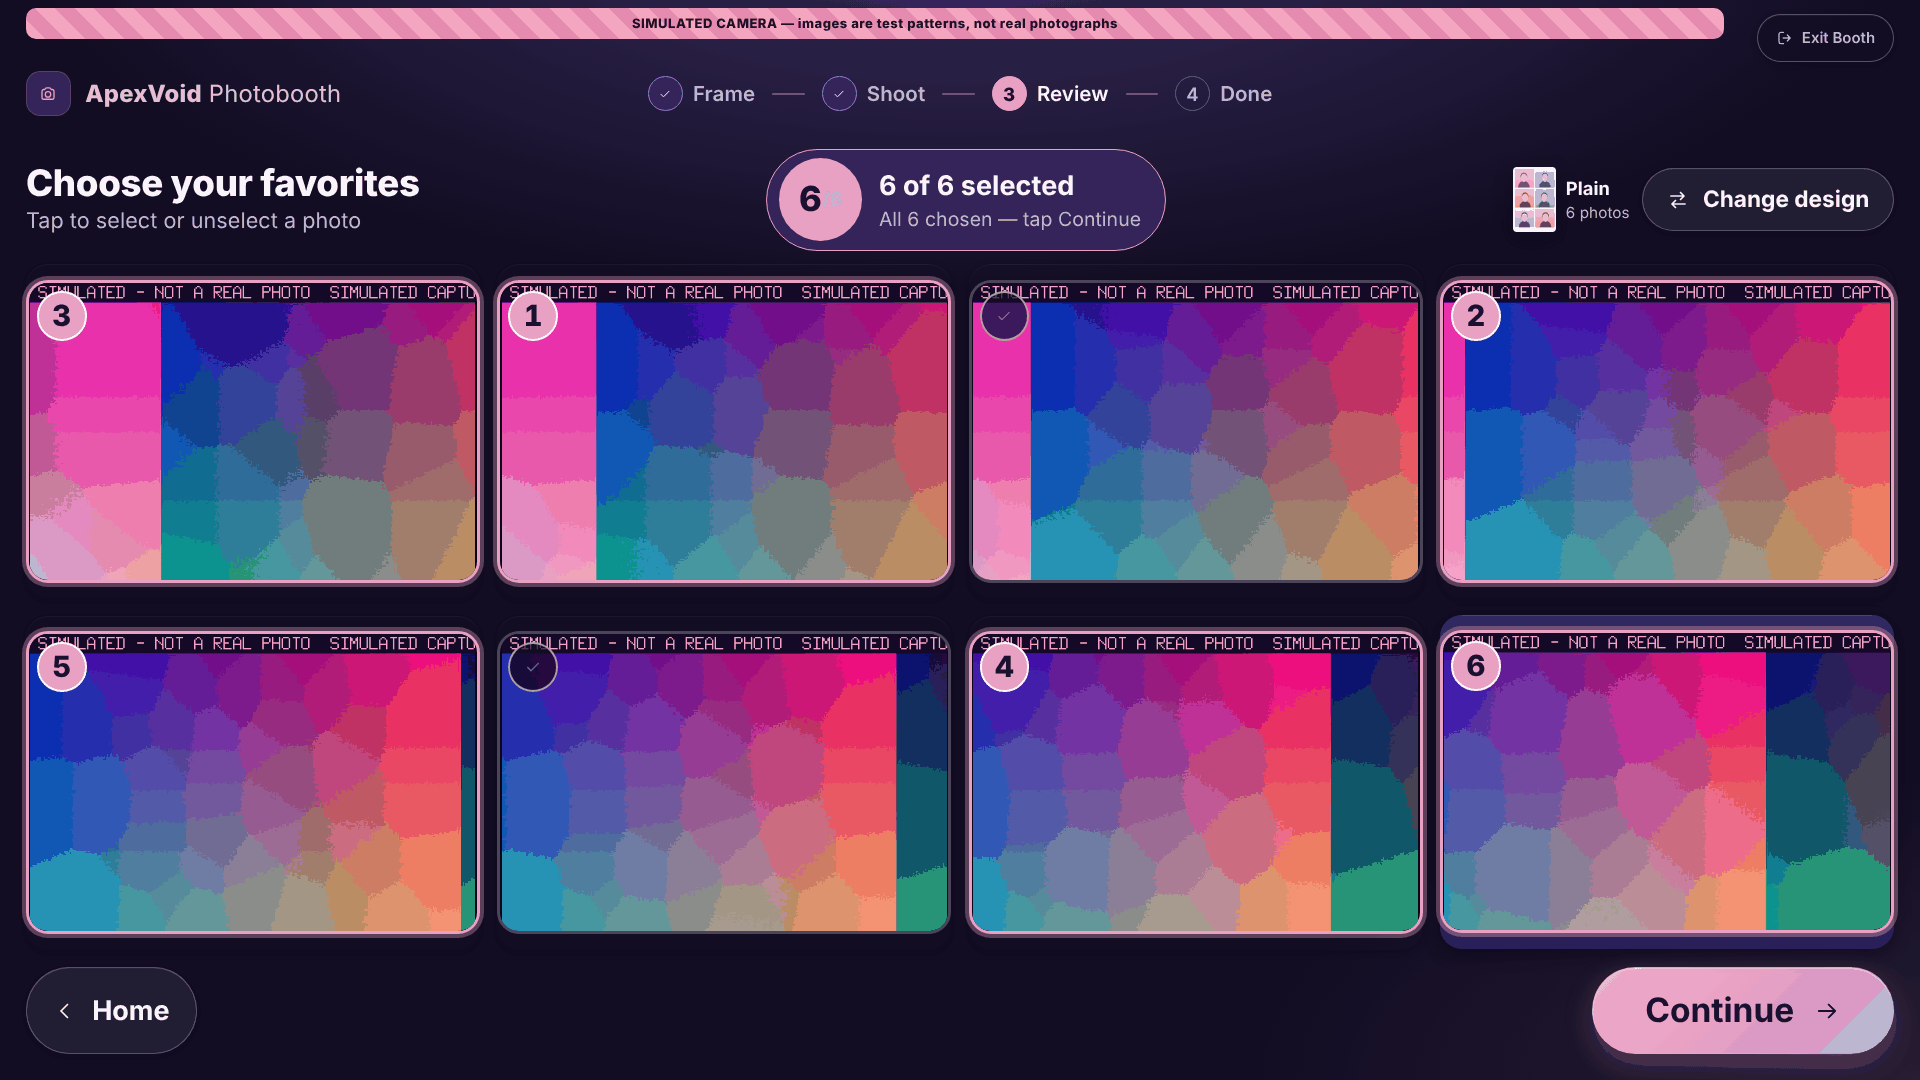 SIMULATED CAMERA — images are test patterns, not real photographs
Exit Booth
ApexVoid Photobooth
Frame
Shoot
3 Review
4 Done
Choose your favorites
Tap to select or unselect a photo
6
6 of 6 selected
All 6 chosen — tap Continue
Plain
6 photos
Change design
SIMULATED - NOT A REAL PHOTO SIMULATED CAPTU
3
SIMULATED - NOT A REAL PHOTO SIMULATED CAPTU
1
SIMULATED - NOT A REAL PHOTO SIMULATED CAPTU
SIMULATED - NOT A REAL PHOTO SIMULATED CAPTU
2
SIMULATED - NOT A REAL PHOTO SIMULATED CAPTU
5
SIMULATED - NOT A REAL PHOTO SIMULATED CAPTU
SIMULATED - NOT A REAL PHOTO SIMULATED CAPTU
4
SIMULATED - NOT A REAL PHOTO SIMULATED CAPTU
6
Home
Continue